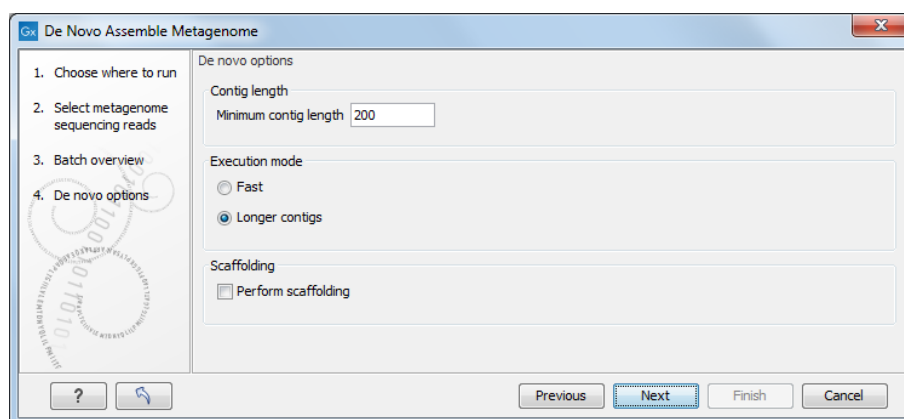 Gx De Novo Assemble Metagenome
1. Choose where to run
2. Select metagenome
sequencing reads
3. Batch overview
4. De novo options
De novo options
Contig length
Minimum contig length 200
Execution mode
Fast
Longer contigs
Scaffolding
Perform scaffolding
? Previous Next Finish Cancel